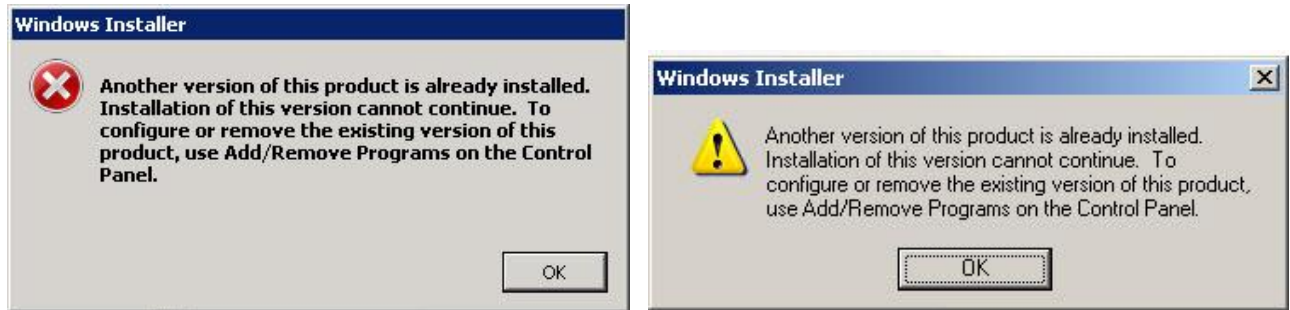 Windows Installer
Another version of this product is already installed.
Installation of this version cannot continue.  To
configure or remove the existing version of this
product, use Add/Remove Programs on the Control
Panel.
OK
Windows Installer
Another version of this product is already installed.
Installation of this version cannot continue.  To
configure or remove the existing version of this product,
use Add/Remove Programs on the Control Panel.
OK